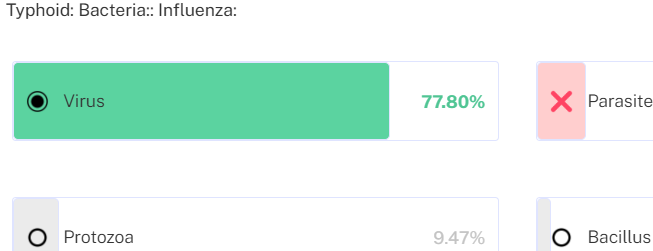 Typhoid: Bacteria:: Influenza:
Virus 77.80%
Parasite
Protozoa 9.47%
Bacillus